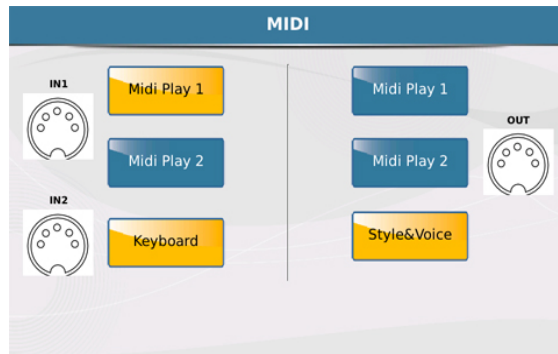 MIDI
IN1
Midi Play 1
Midi Play 2
IN2
Keyboard
Midi Play 1
Midi Play 2
OUT
Style&Voice